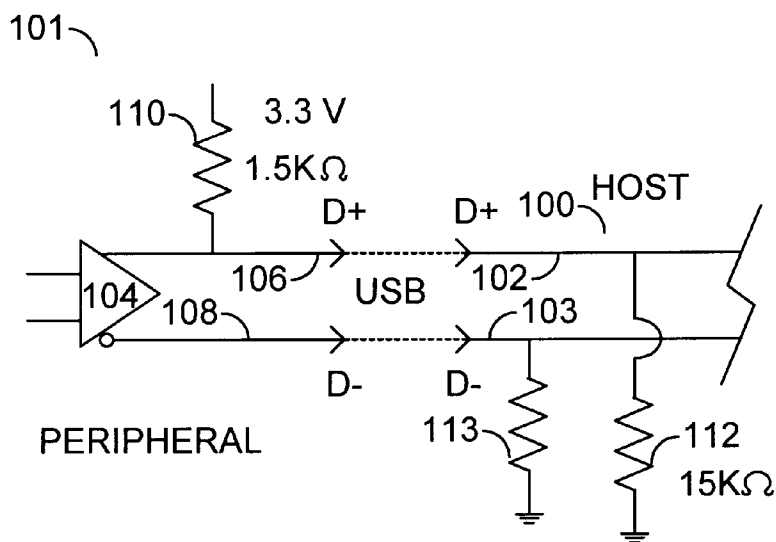 101
110
3.3 V
1.5KΩ
HOST
D+
D+
100
104
106
USB
102
108
103
D-
D-
PERIPHERAL
113
112
15KΩ